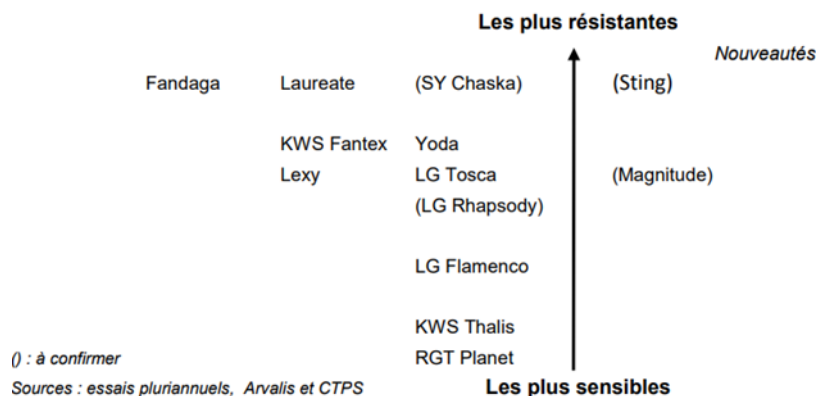 Les plus résistantes
Nouveautés
Fandaga Laureate (SY Chaska) (Sting)
KWS Fantex Yoda
Lexy LG Tosca (Magnitude)
(LG Rhapsody)
LG Flamenco
KWS Thalis
() : à confirmer RGT Planet
Sources : essais pluriannuels, Arvalis et CTPS Les plus sensibles